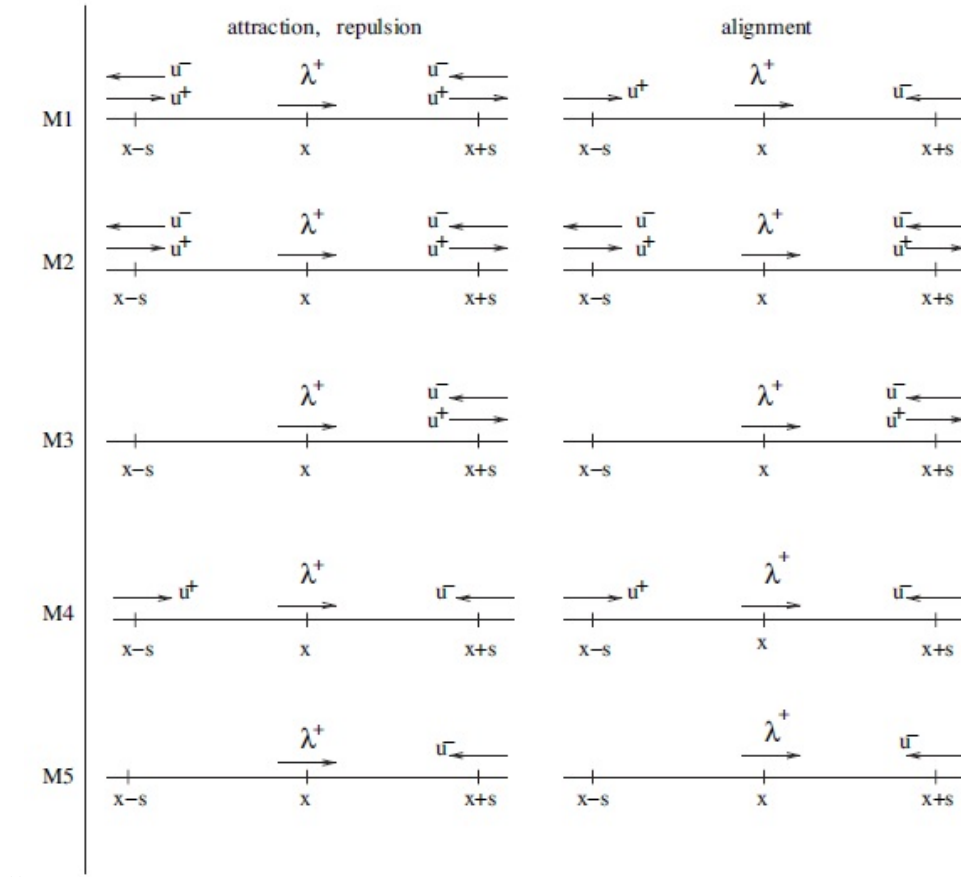 attraction, repulsion alignment
u⁻ λ⁺ u⁻ λ⁺
u⁺ u⁺ u⁺ u⁻
M1
x−s x x+s x−s x x+s
u⁻ λ⁺ u⁻ u⁻ λ⁺ u⁻
u⁺ u⁺ u⁺ u⁺
M2
x−s x x+s x−s x x+s
λ⁺ u⁻ λ⁺ u⁻
u⁺ u⁺
M3
x−s x x+s x−s x x+s
λ⁺ λ⁺
u⁺ u⁻ u⁺ u⁻
M4
x−s x x+s x−s x x+s
λ⁺ λ⁺
u⁻ u⁻
M5
x−s x x+s x−s x x+s